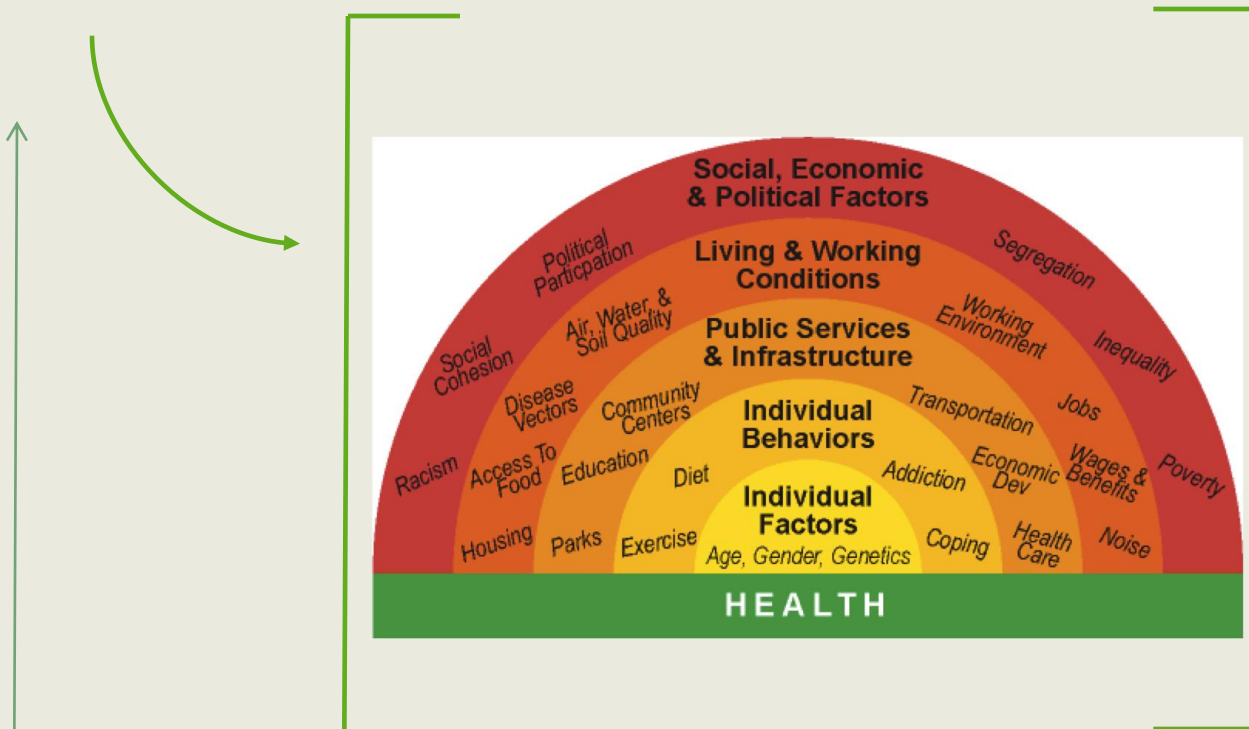 Social, Economic
& Political Factors
Political
Particpation
Segregation
Social
Cohesion
Inequality
Racism
Poverty
Living & Working
Conditions
Air, Water, &
Soil Quality
Working
Environment
Disease
Vectors
Jobs
Access To
Food
Wages &
Benefits
Housing
Noise
Public Services
& Infrastructure
Community
Centers
Transportation
Education
Economic
Dev
Parks
Health
Care
Individual
Behaviors
Diet
Addiction
Exercise
Coping
Individual
Factors
Age, Gender, Genetics
HEALTH